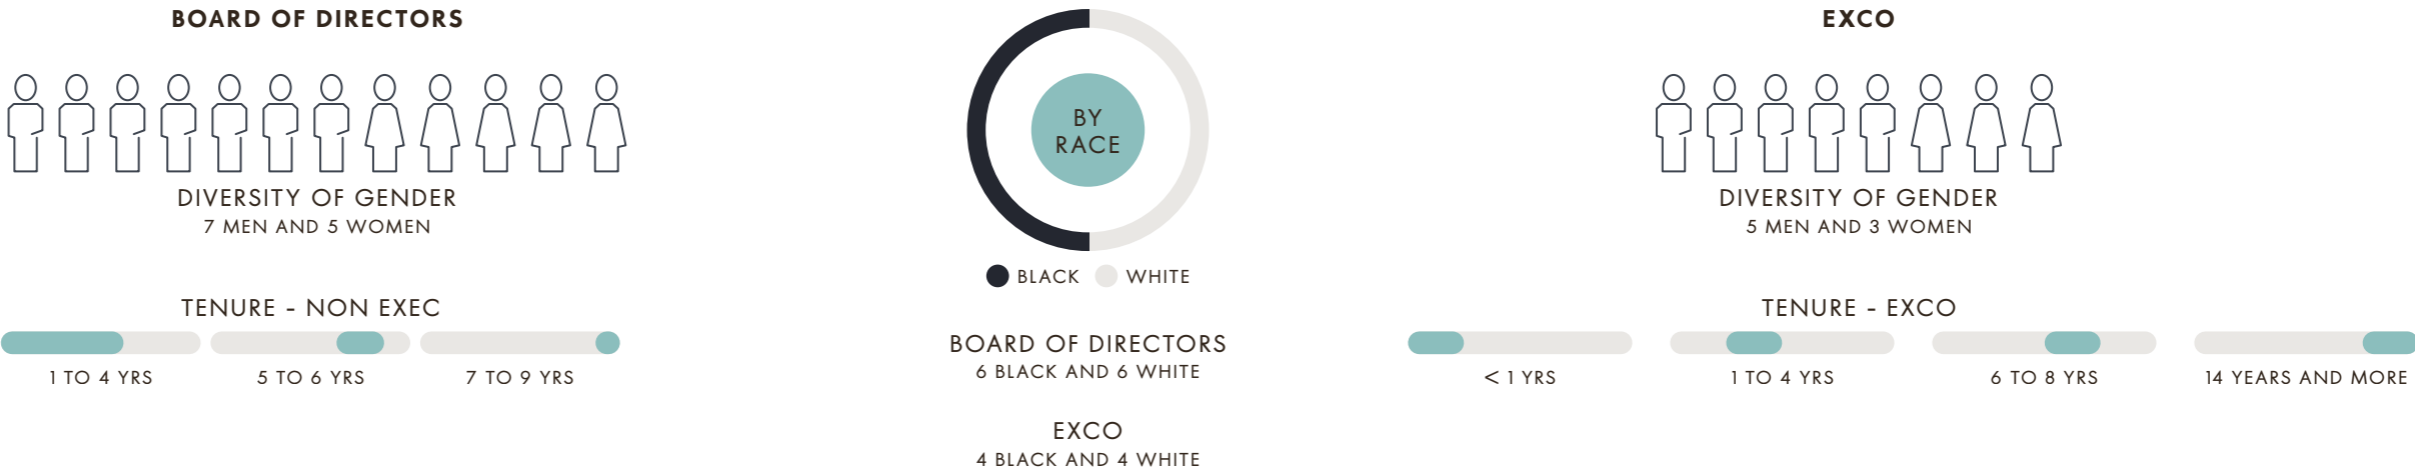 BOARD OF DIRECTORS
DIVERSITY OF GENDER
7 MEN AND 5 WOMEN
TENURE - NON EXEC
1 TO 4 YRS
5 TO 6 YRS
7 TO 9 YRS
BY
RACE
BLACK
WHITE
BOARD OF DIRECTORS
6 BLACK AND 6 WHITE
EXCO
4 BLACK AND 4 WHITE
EXCO
DIVERSITY OF GENDER
5 MEN AND 3 WOMEN
TENURE - EXCO
< 1 YRS
1 TO 4 YRS
6 TO 8 YRS
14 YEARS AND MORE